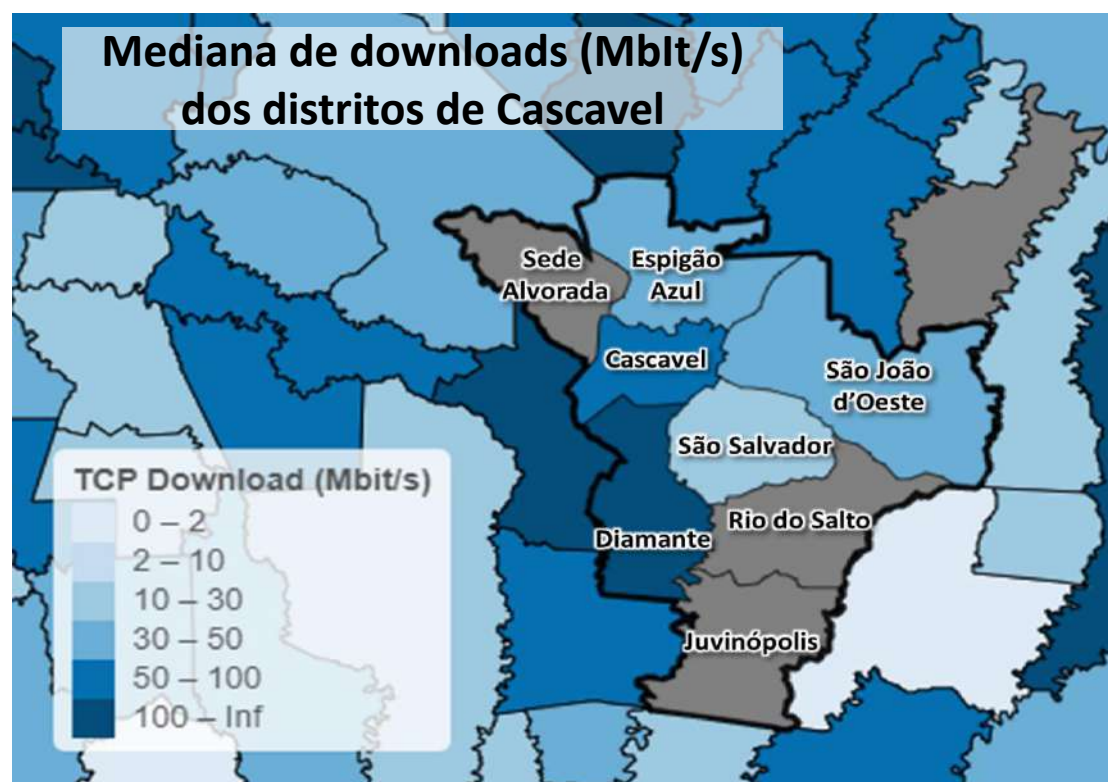 Mediana de downloads (MbIt/s)
dos distritos de Cascavel
Sede
Alvorada
Espigão
Azul
Cascavel
São João
d’Oeste
São Salvador
Rio do Salto
Diamante
Juvinópolis
TCP Download (Mbit/s)
0 – 2
2 – 10
10 – 30
30 – 50
50 – 100
100 – Inf